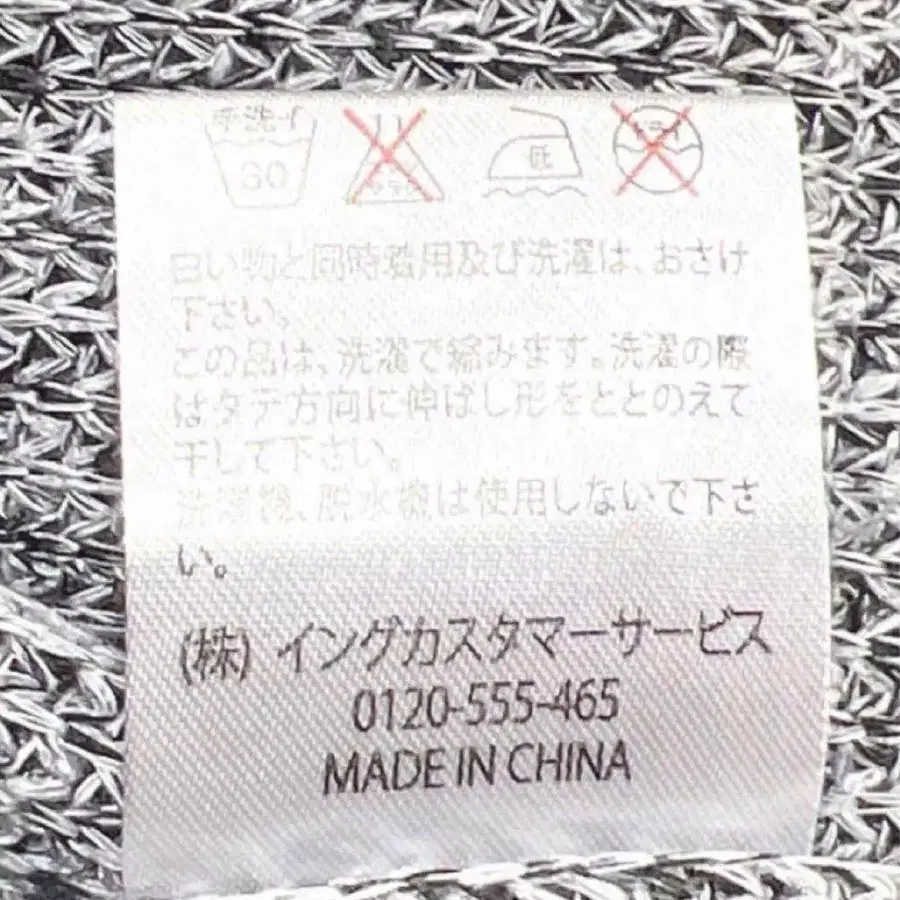 手洗イ 30 低 ドライ
白い物と同時着用及び洗濯は、おさけ
下さい。
この品は、洗濯で縮みます。洗濯の際
はタテ方向に伸ばし形をととのえて
干して下さい。
洗濯機、脱水機は使用しないで下さ
い。
(株) イングカスタマーサービス
0120-555-465
MADE IN CHINA